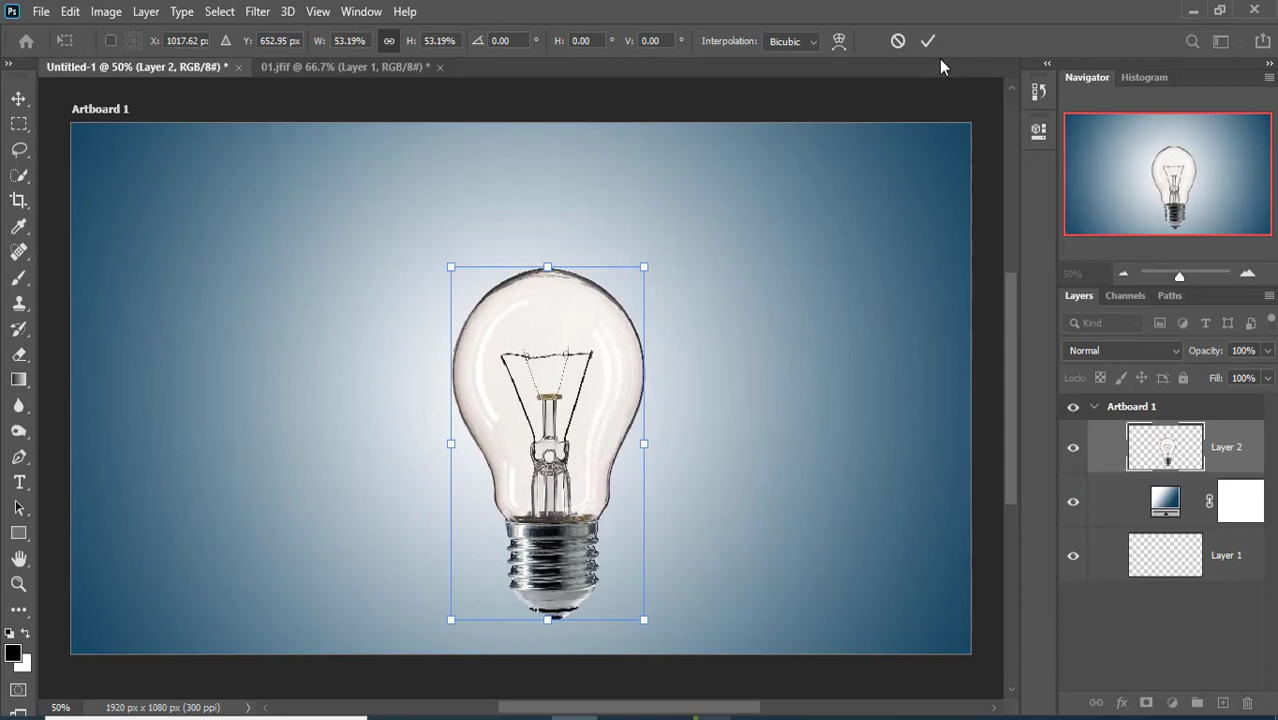 Ps File Edit Image Layer Type Select Filter 3D View Window Help
X: 1017.62 px Y: 652.95 px W: 53.19% H: 53.19% 0.00 ° H: 0.00 ° V: 0.00 ° Interpolation: Bicubic
Untitled-1 @ 50% (Layer 2, RGB/8#) * × 01.jfif @ 66.7% (Layer 1, RGB/8#) * ×
Navigator Histogram
Artboard 1
50%
Layers Channels Paths
Kind
Normal Opacity: 100%
Lock: Fill: 100%
Artboard 1
Layer 2
Layer 1
50% 1920 px x 1080 px (300 ppi)